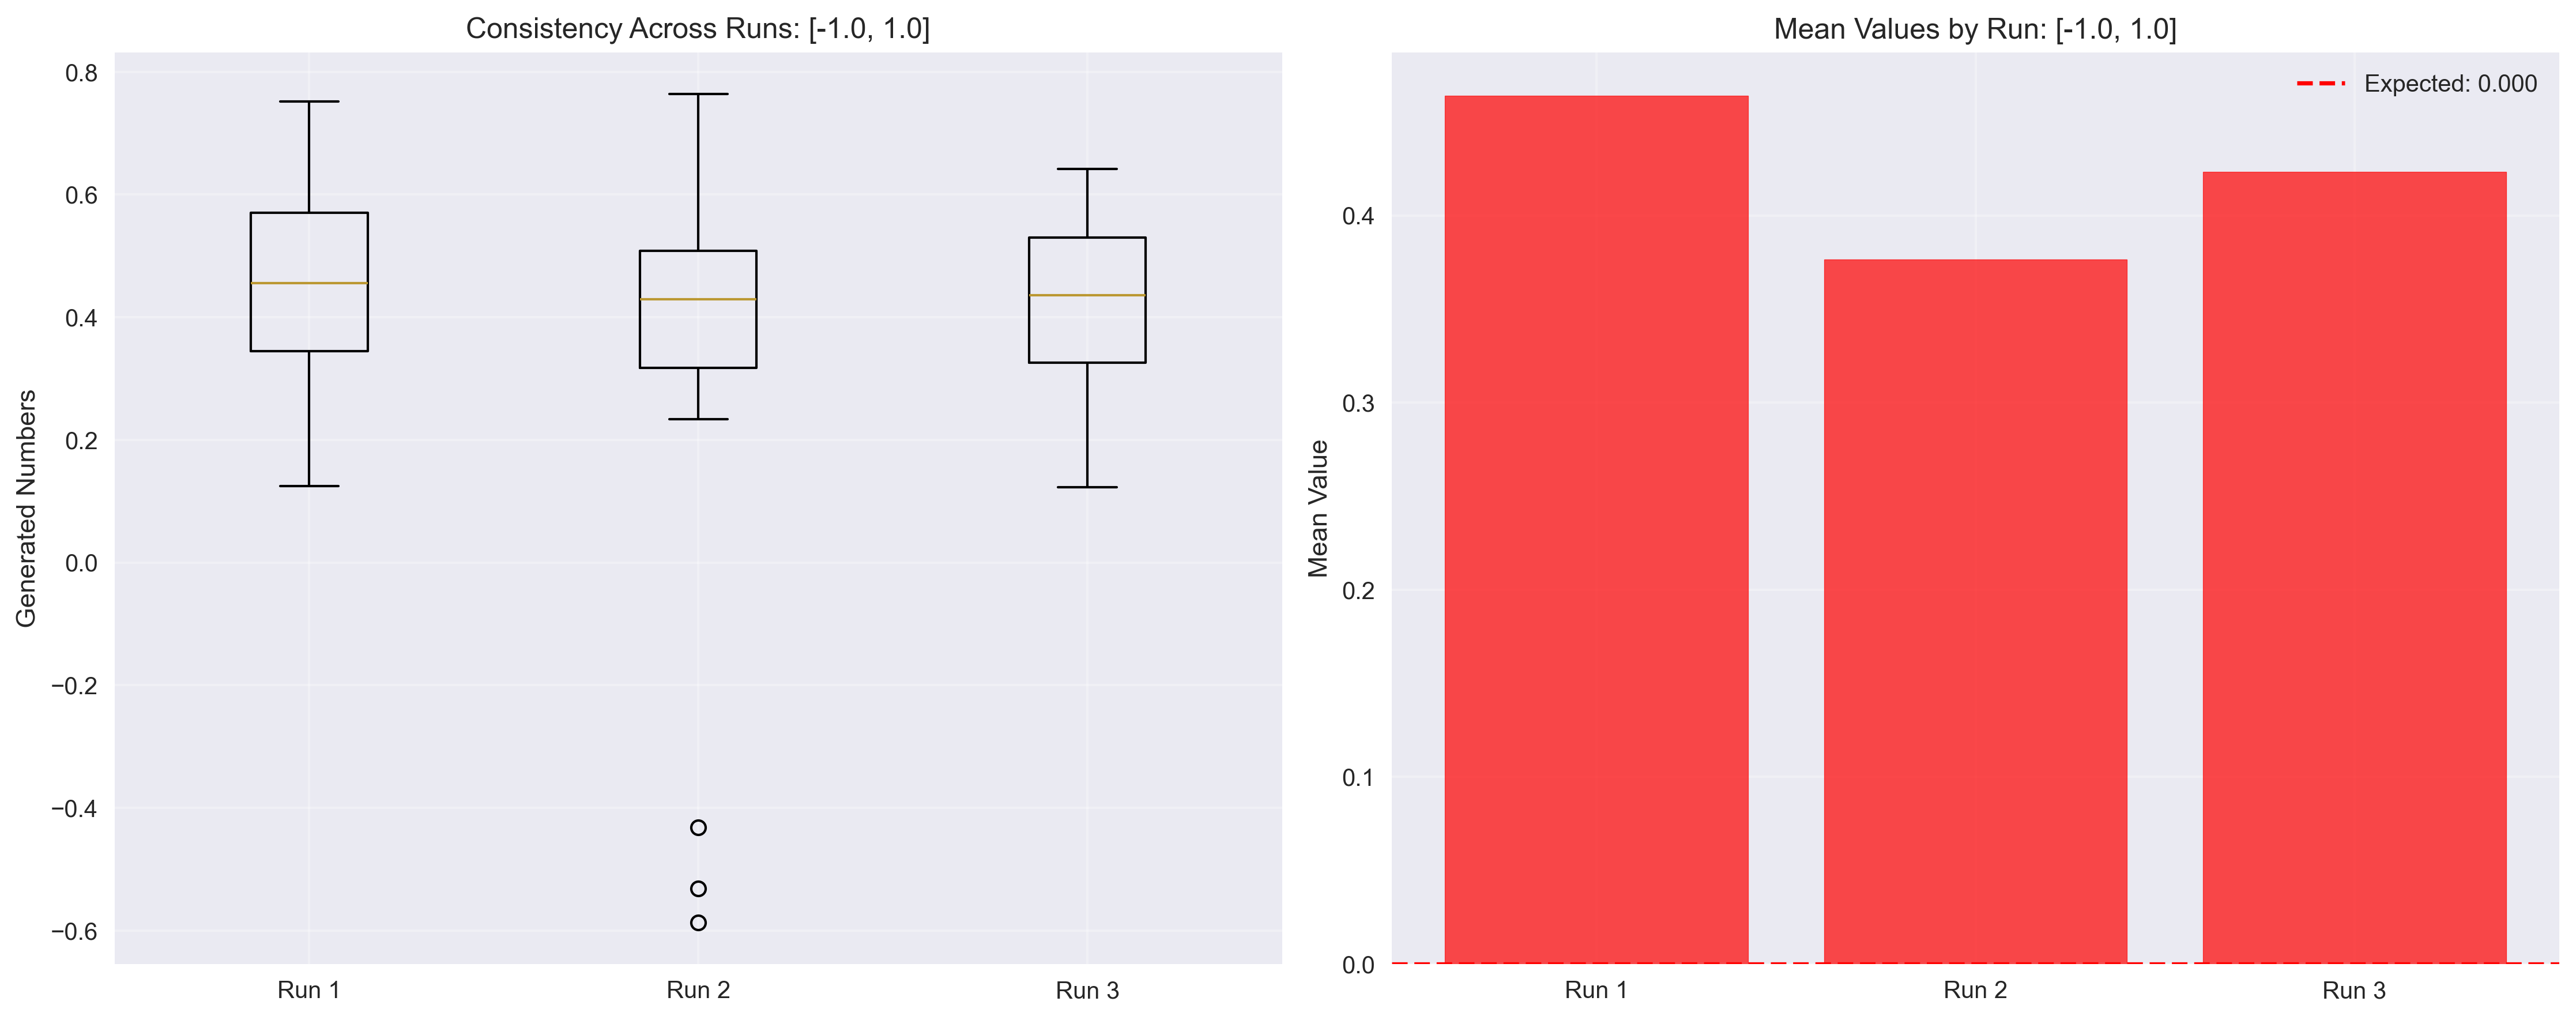 Consistency Across Runs: [-1.0, 1.0]
Generated Numbers
0.8
0.6
0.4
0.2
0.0
−0.2
−0.4
−0.6
Run 1
Run 2
Run 3
Mean Values by Run: [-1.0, 1.0]
Expected: 0.000
Mean Value
0.4
0.3
0.2
0.1
0.0
Run 1
Run 2
Run 3